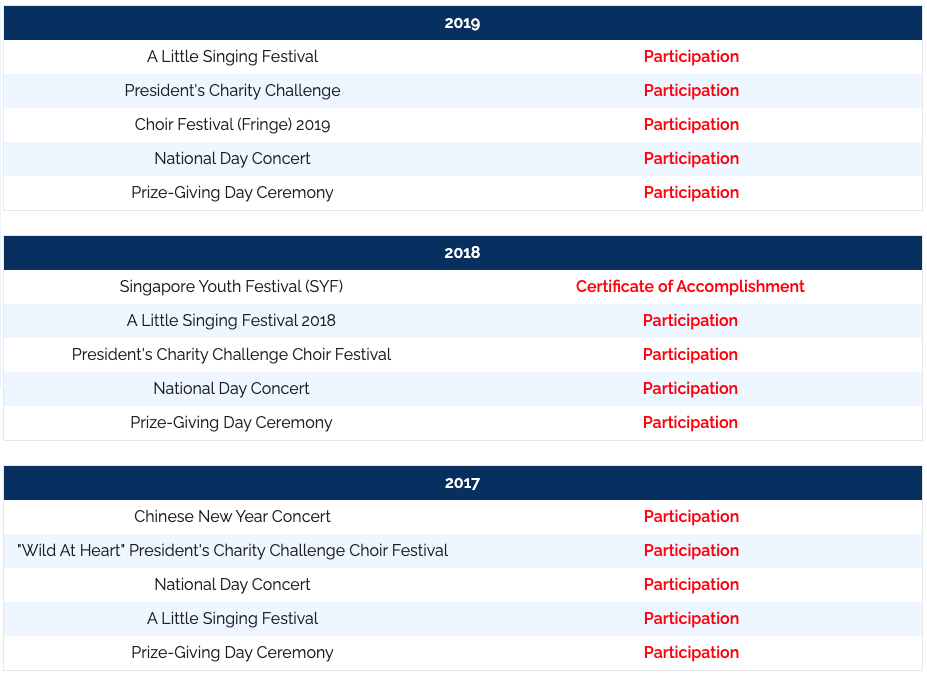 2019
A Little Singing Festival Participation
President's Charity Challenge Participation
Choir Festival (Fringe) 2019 Participation
National Day Concert Participation
Prize-Giving Day Ceremony Participation
2018
Singapore Youth Festival (SYF) Certificate of Accomplishment
A Little Singing Festival 2018 Participation
President's Charity Challenge Choir Festival Participation
National Day Concert Participation
Prize-Giving Day Ceremony Participation
2017
Chinese New Year Concert Participation
"Wild At Heart" President's Charity Challenge Choir Festival Participation
National Day Concert Participation
A Little Singing Festival Participation
Prize-Giving Day Ceremony Participation